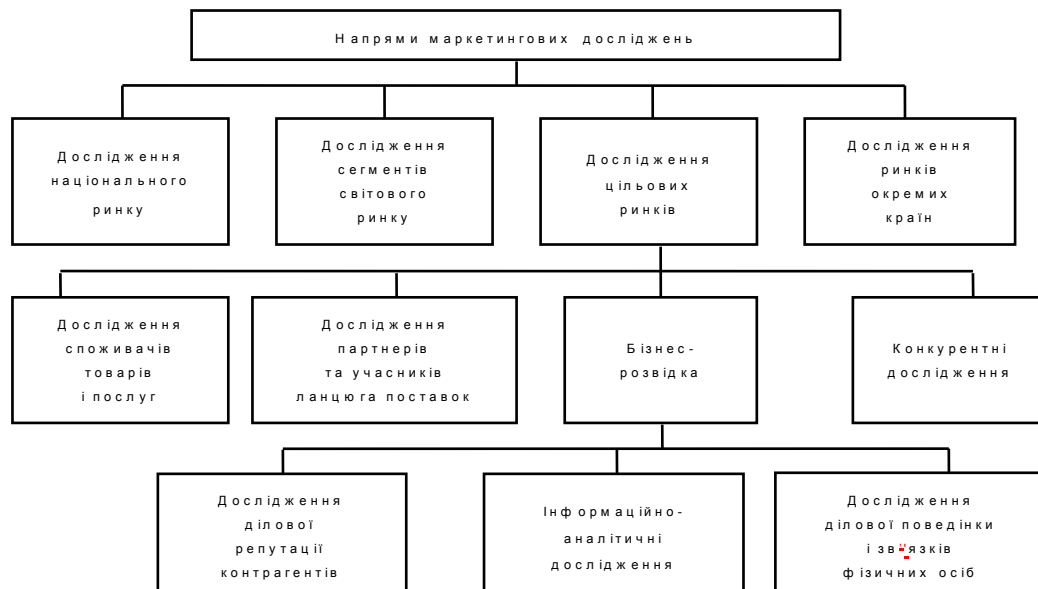 Напрями маркетингових досліджень
Дослідження
національного
ринку
Дослідження
сегментів
світового
ринку
Дослідження
цільових
ринків
Дослідження
ринків
окремих
країн
Дослідження
споживачів
товарів
і послуг
Дослідження
партнерів
та учасників
ланцюга поставок
Бізнес-
розвідка
Конкурентні
дослідження
Дослідження
ділової
репутації
контрагентів
Інформаційно-
аналітичні
дослідження
Дослідження
ділової поведінки
і зв'язків
фізичних осіб